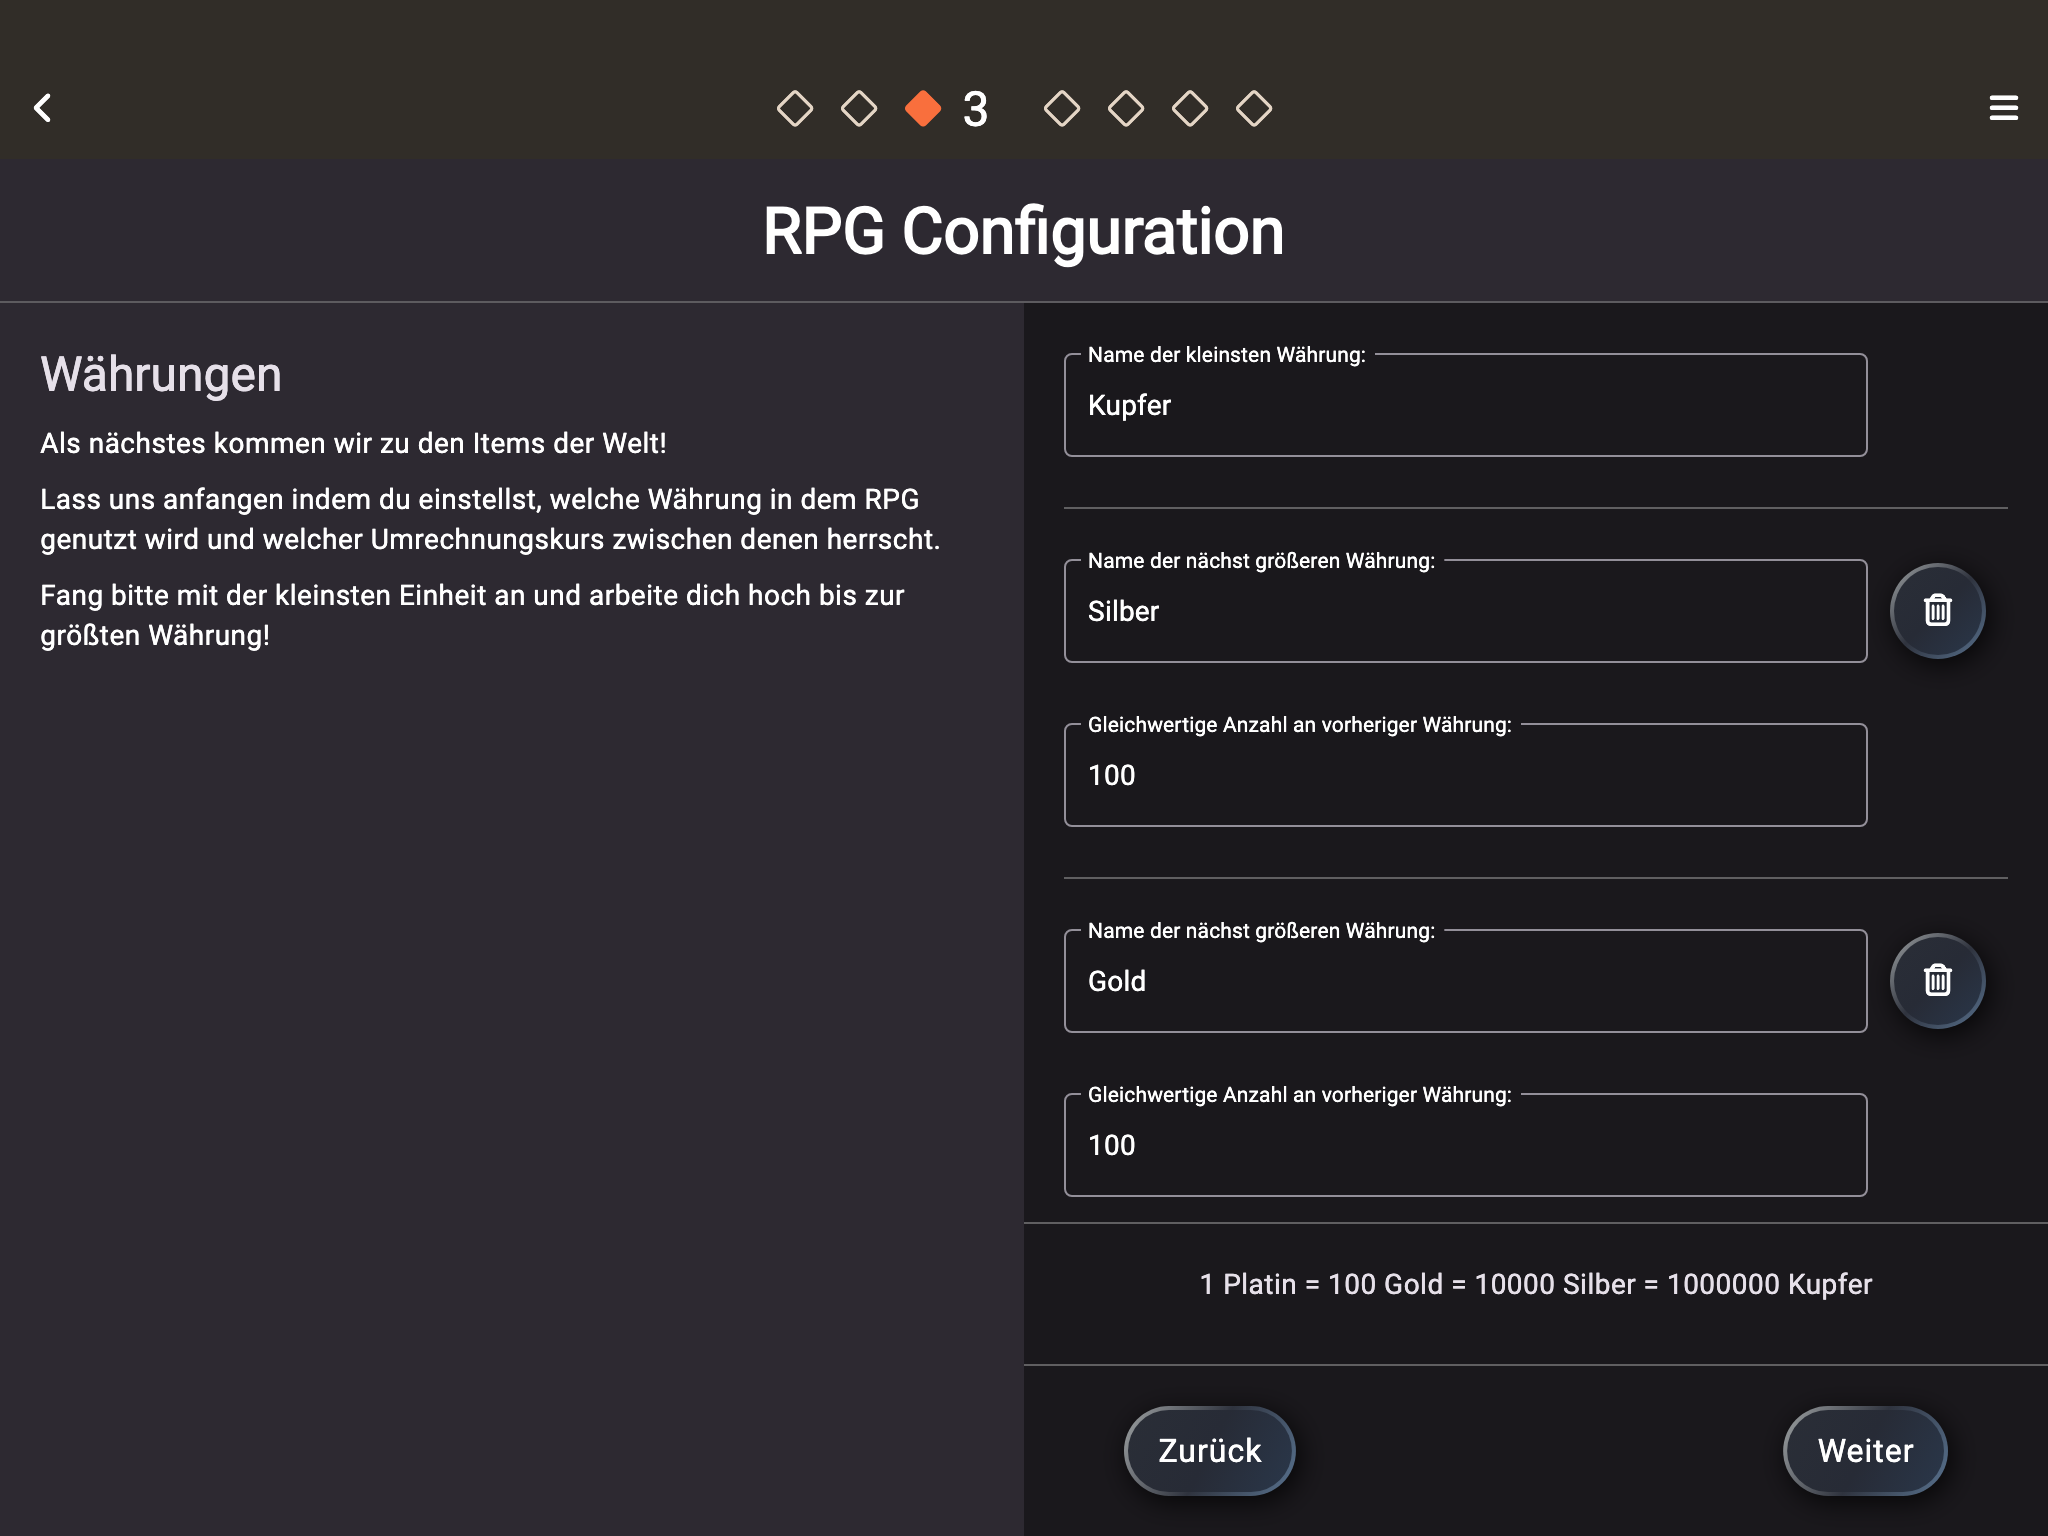 3
RPG Configuration
Währungen
Als nächstes kommen wir zu den Items der Welt!
Lass uns anfangen indem du einstellst, welche Währung in dem RPG
genutzt wird und welcher Umrechnungskurs zwischen denen herrscht.
Fang bitte mit der kleinsten Einheit an und arbeite dich hoch bis zur
größten Währung!
Name der kleinsten Währung:
Kupfer
Name der nächst größeren Währung:
Silber
Gleichwertige Anzahl an vorheriger Währung:
100
Name der nächst größeren Währung:
Gold
Gleichwertige Anzahl an vorheriger Währung:
100
1 Platin = 100 Gold = 10000 Silber = 1000000 Kupfer
Zurück
Weiter